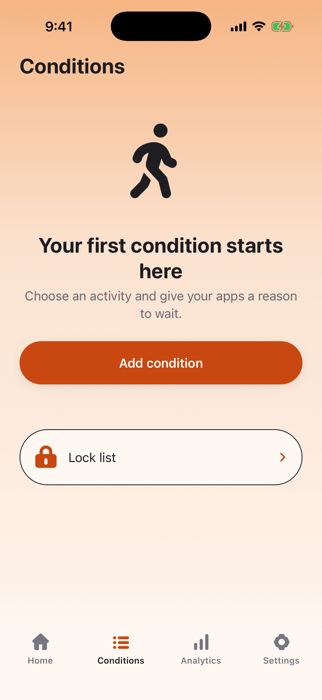 9:41
Conditions
Your first condition starts
here
Choose an activity and give your apps a reason
to wait.
Add condition
Lock list
Home
Conditions
Analytics
Settings